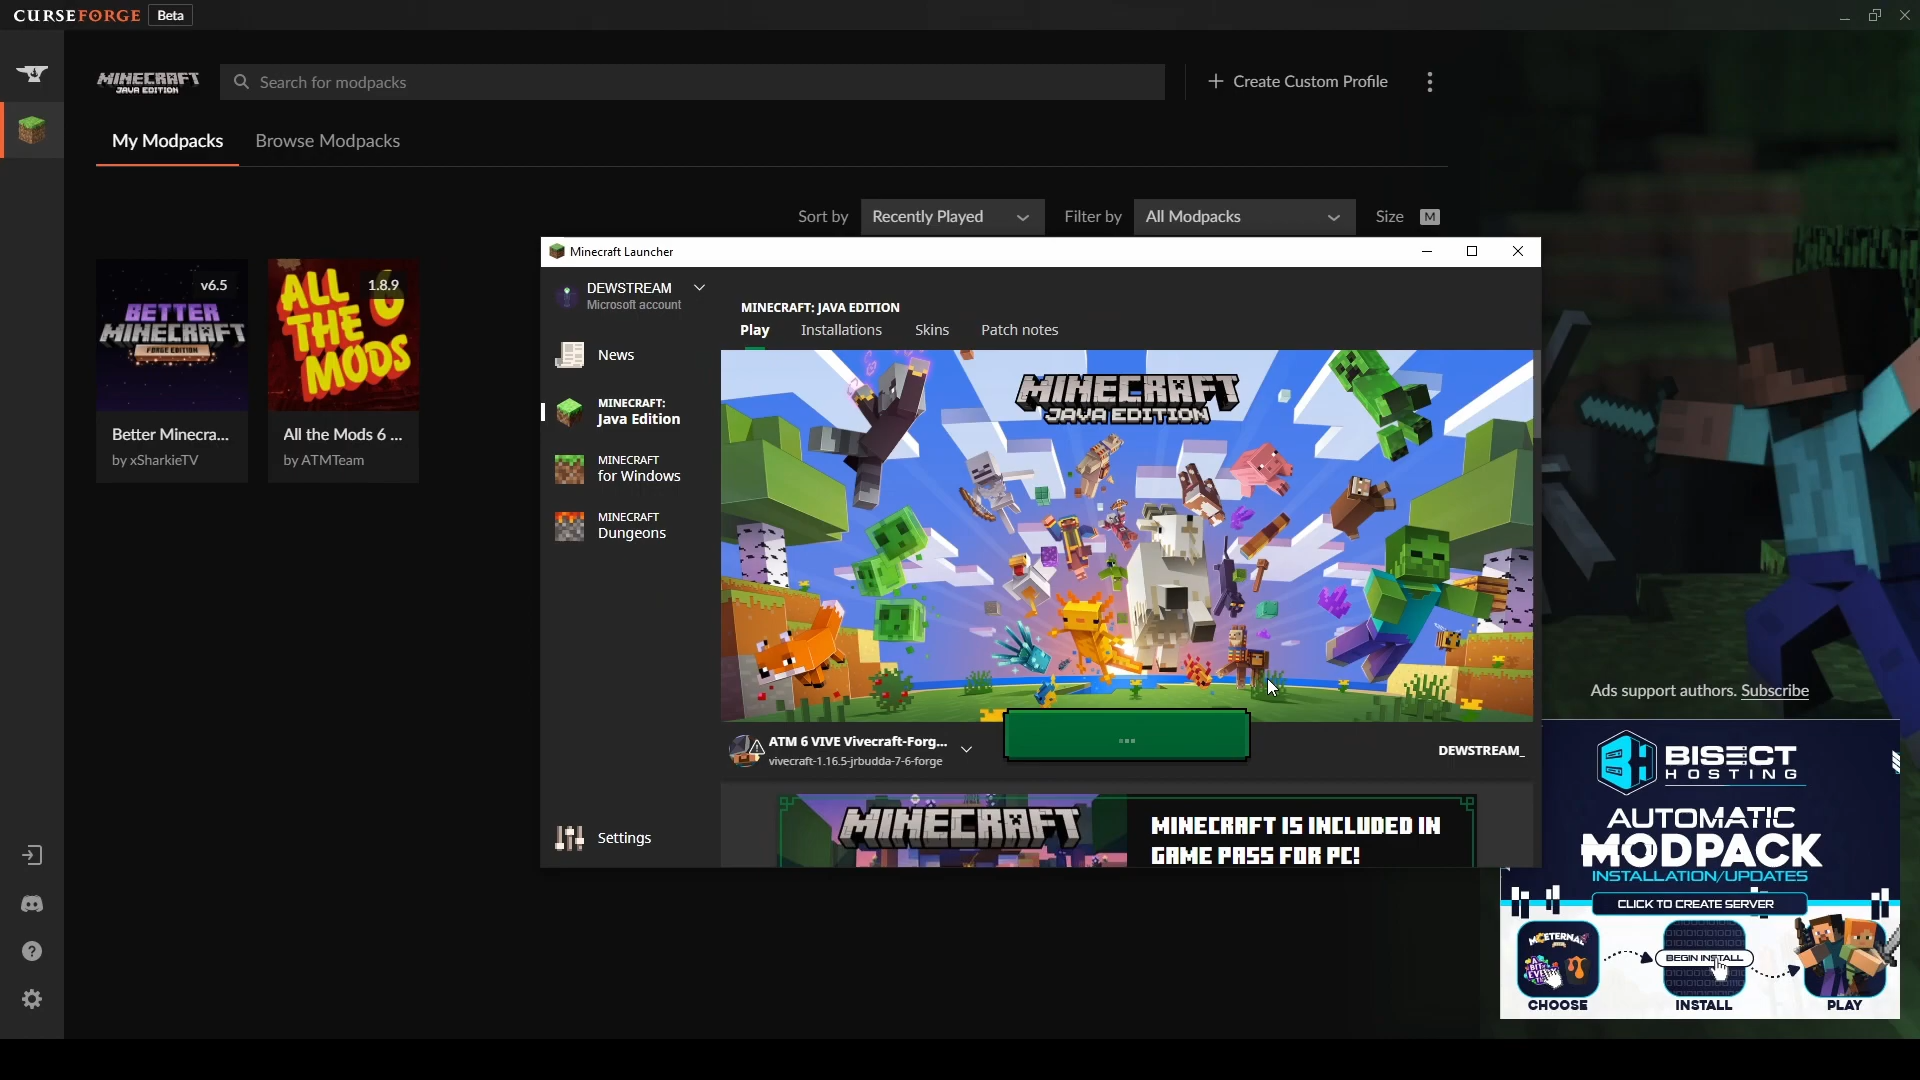 CURSEFORGE Beta
MINECRAFT
JAVA EDITION
Search for modpacks
Create Custom Profile
My Modpacks
Browse Modpacks
Sort by
Recently Played
Filter by
All Modpacks
Size
M
v6.5
BETTER
MINECRAFT
FORGE EDITION
Better Minecra...
by xSharkieTV
1.8.9
ALL
THE 6
MODS
All the Mods 6 ...
by ATMTeam
Minecraft Launcher
DEWSTREAM
Microsoft account
News
MINECRAFT:
Java Edition
MINECRAFT
for Windows
MINECRAFT
Dungeons
Settings
MINECRAFT: JAVA EDITION
Play
Installations
Skins
Patch notes
MINECRAFT
JAVA EDITION
ATM 6 VIVE Vivecraft-Forg...
vivecraft-1.16.5-jrbudda-7-6-forge
...
DEWSTREAM_
MINECRAFT
MINECRAFT IS INCLUDED IN
GAME PASS FOR PC!
Ads support authors. Subscribe
BISECT
HOSTING
AUTOMATIC
MODPACK
INSTALLATION/UPDATES
CLICK TO CREATE SERVER
MCETERNAL
BEGIN INSTALL
CHOOSE
INSTALL
PLAY